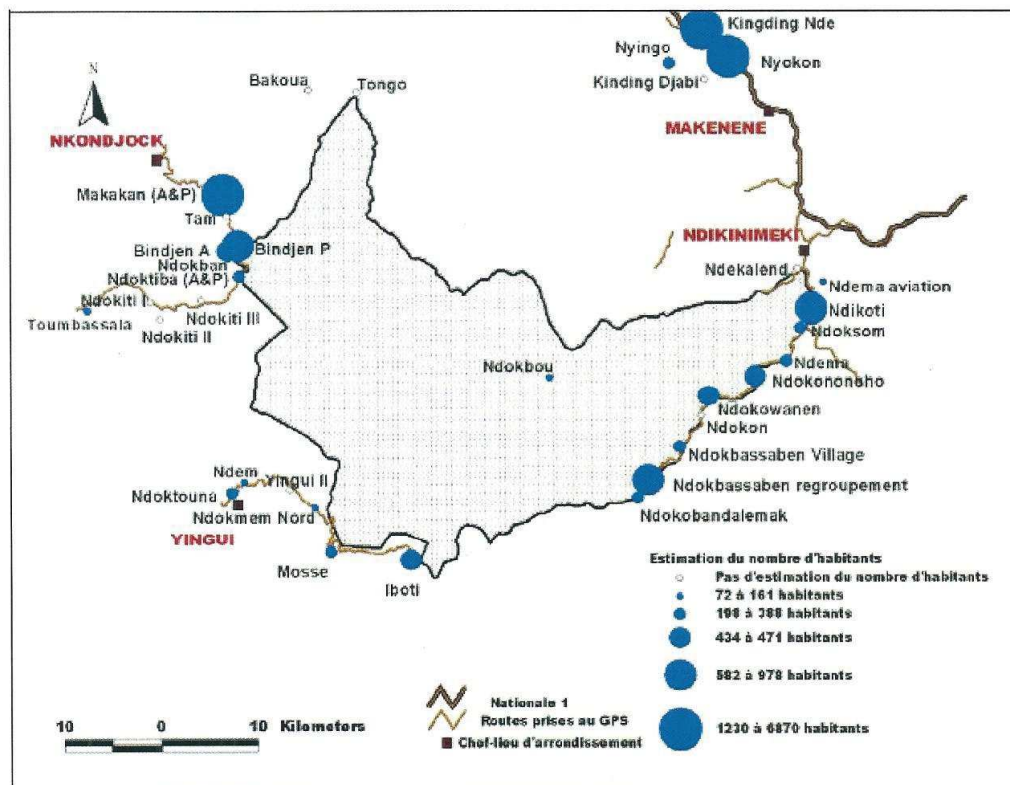 Kingding Nde
Nyingo
Nyokon
Kinding Djabi
Bakoua
Tongo
N
MAKENENE
NKONDJOCK
Makakan (A&P)
Tam
NDIKINIMEKI
Bindjen A
Bindjen P
Ndokban
Ndekalend
Ndoktiba (A&P)
Ndema aviation
Ndokiti I
Ndokiti III
Ndikoti
Toumbassala
Ndokiti II
Ndoksom
Ndokbou
Ndema
Ndokononoho
Ndokowanen
Ndokon
Ndokbassaben Village
Ndem
Yingui II
Ndoktouna
Ndokbassaben regroupement
Ndokmem Nord
Ndokobandalemak
YINGUI
Mosse
Iboti
Estimation du nombre d'habitants
Pas d'estimation du nombre d'habitants
72 à 161 habitants
198 à 388 habitants
434 à 471 habitants
582 à 978 habitants
1230 à 6870 habitants
Nationale 1
Routes prises au GPS
Chef-lieu d'arrondissement
10 0 10 Kilometers